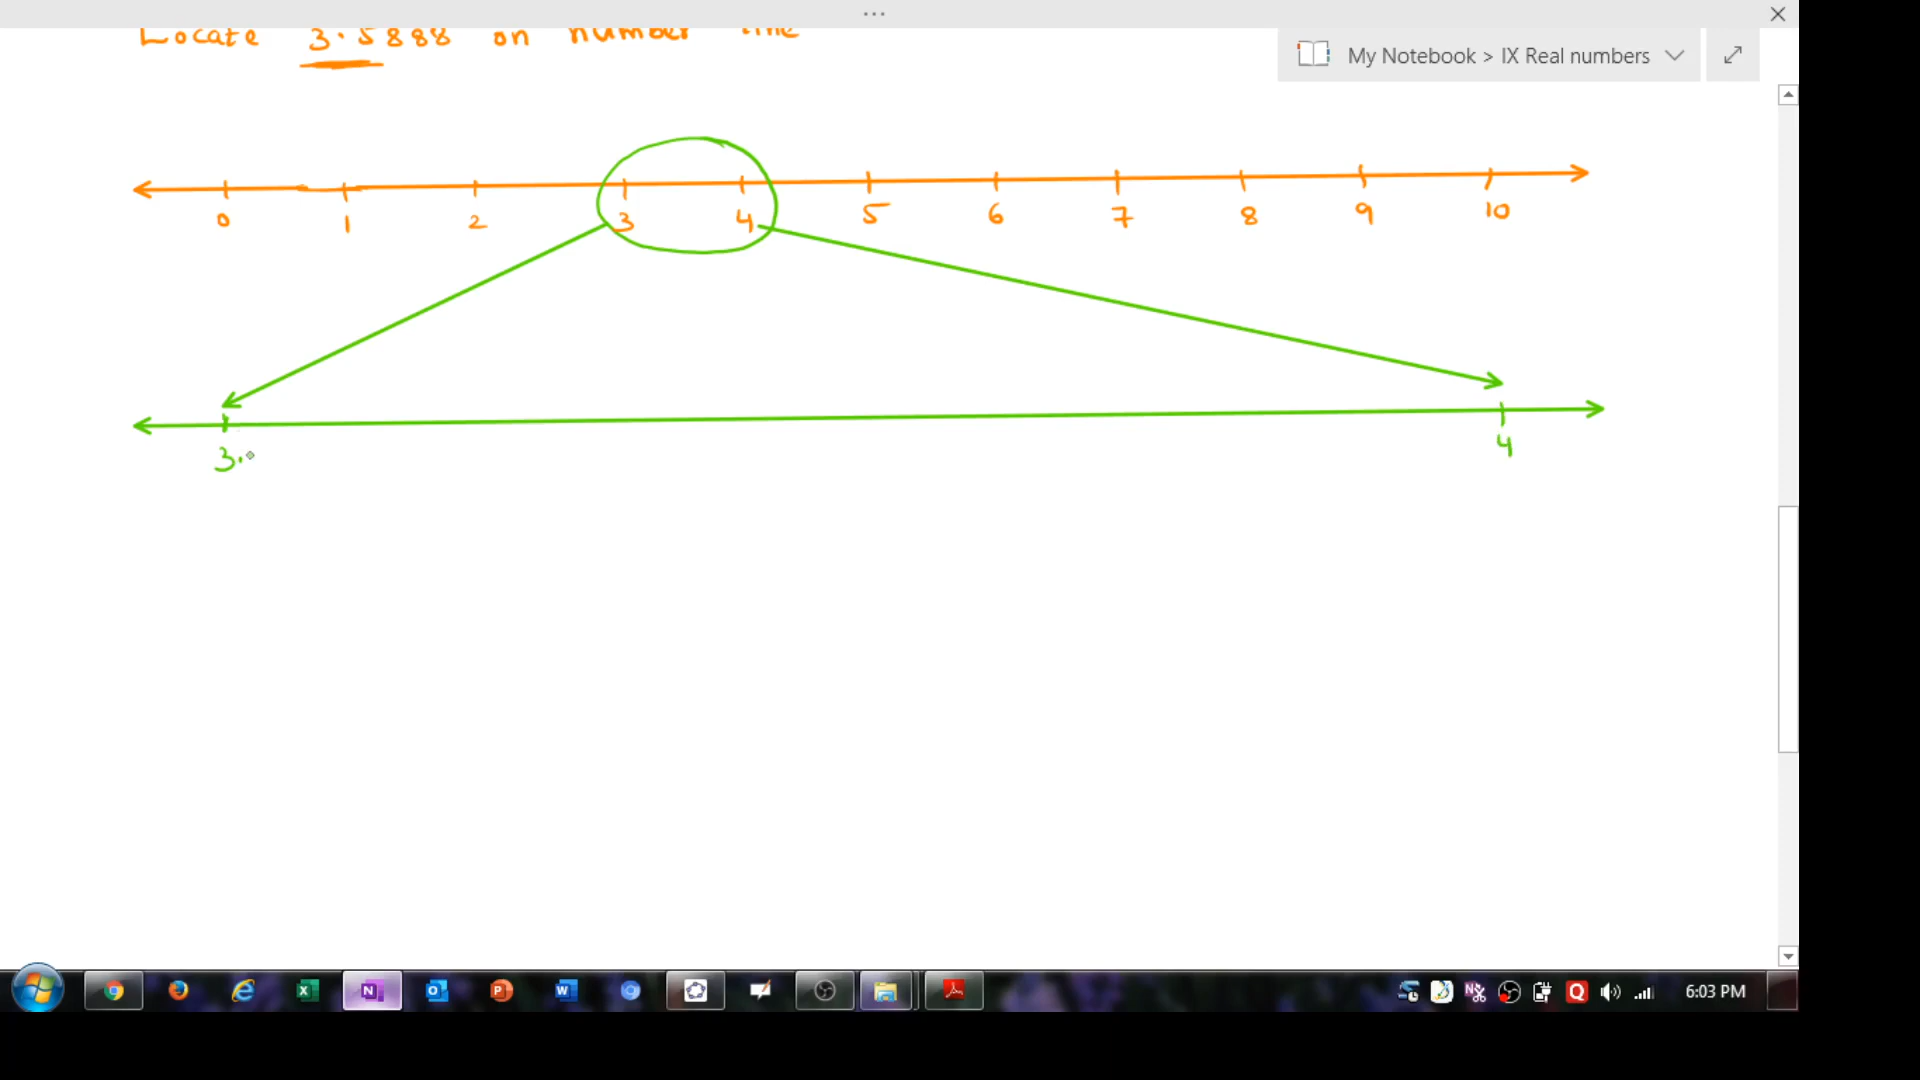 ...
Locate 3.5888 on number line
My Notebook > IX Real numbers
0 1 2 3 4 5 6 7 8 9 10
3. 4
6:03 PM